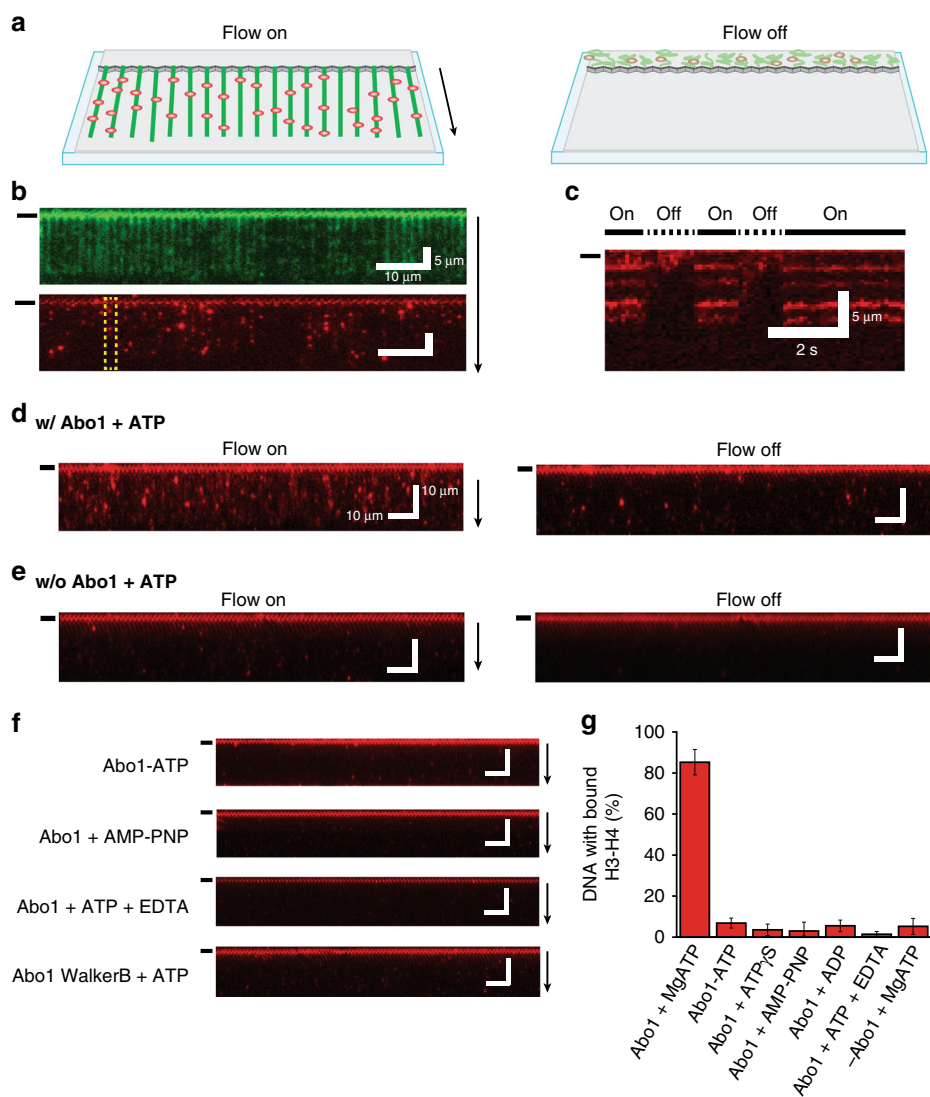 a
Flow on
Flow off
b
5 μm
10 μm
c
On Off On Off On
5 μm
2 s
d w/ Abo1 + ATP
Flow on
Flow off
10 μm
10 μm
e w/o Abo1 + ATP
Flow on
Flow off
f
Abo1-ATP
Abo1 + AMP-PNP
Abo1 + ATP + EDTA
Abo1 WalkerB + ATP
g
DNA with bound
H3-H4 (%)
100
80
60
40
20
0
Abo1 + MgATP
Abo1-ATP
Abo1 + ATPγS
Abo1 + AMP-PNP
Abo1 + ADP
Abo1 + ATP + EDTA
–Abo1 + MgATP